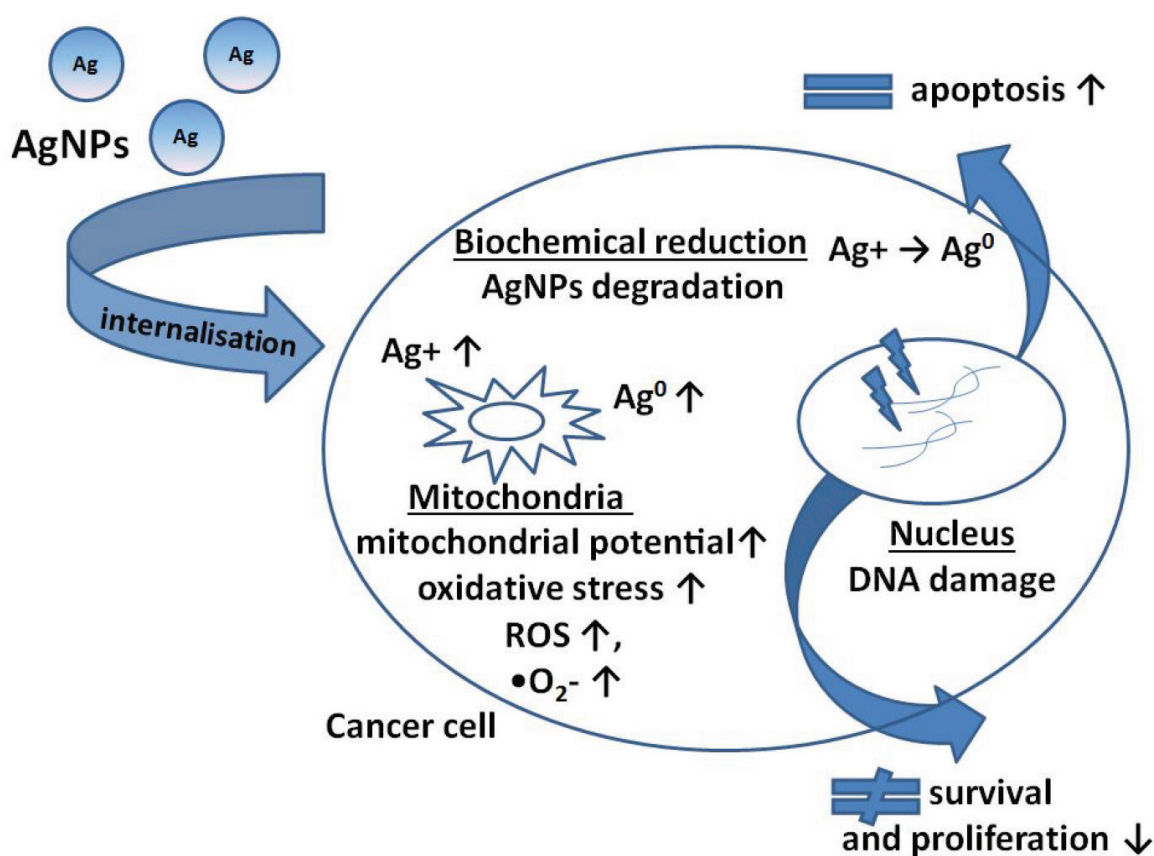 Ag
Ag
Ag
AgNPs
internalisation
apoptosis ↑
Biochemical reduction Ag+ → Ag⁰
AgNPs degradation
Ag+ ↑
Ag⁰ ↑
Mitochondria
mitochondrial potential↑
oxidative stress ↑
ROS ↑,
•O₂- ↑
Cancer cell
Nucleus
DNA damage
survival
and proliferation ↓